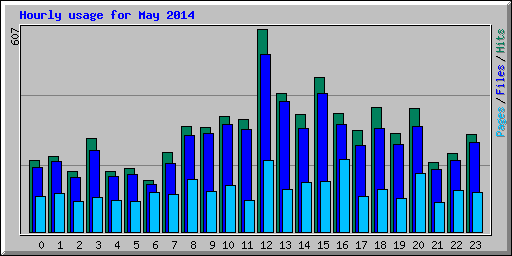 Hourly usage for May 2014
607
Pages / Files / Hits
0 1 2 3 4 5 6 7 8 9 10 11 12 13 14 15 16 17 18 19 20 21 22 23